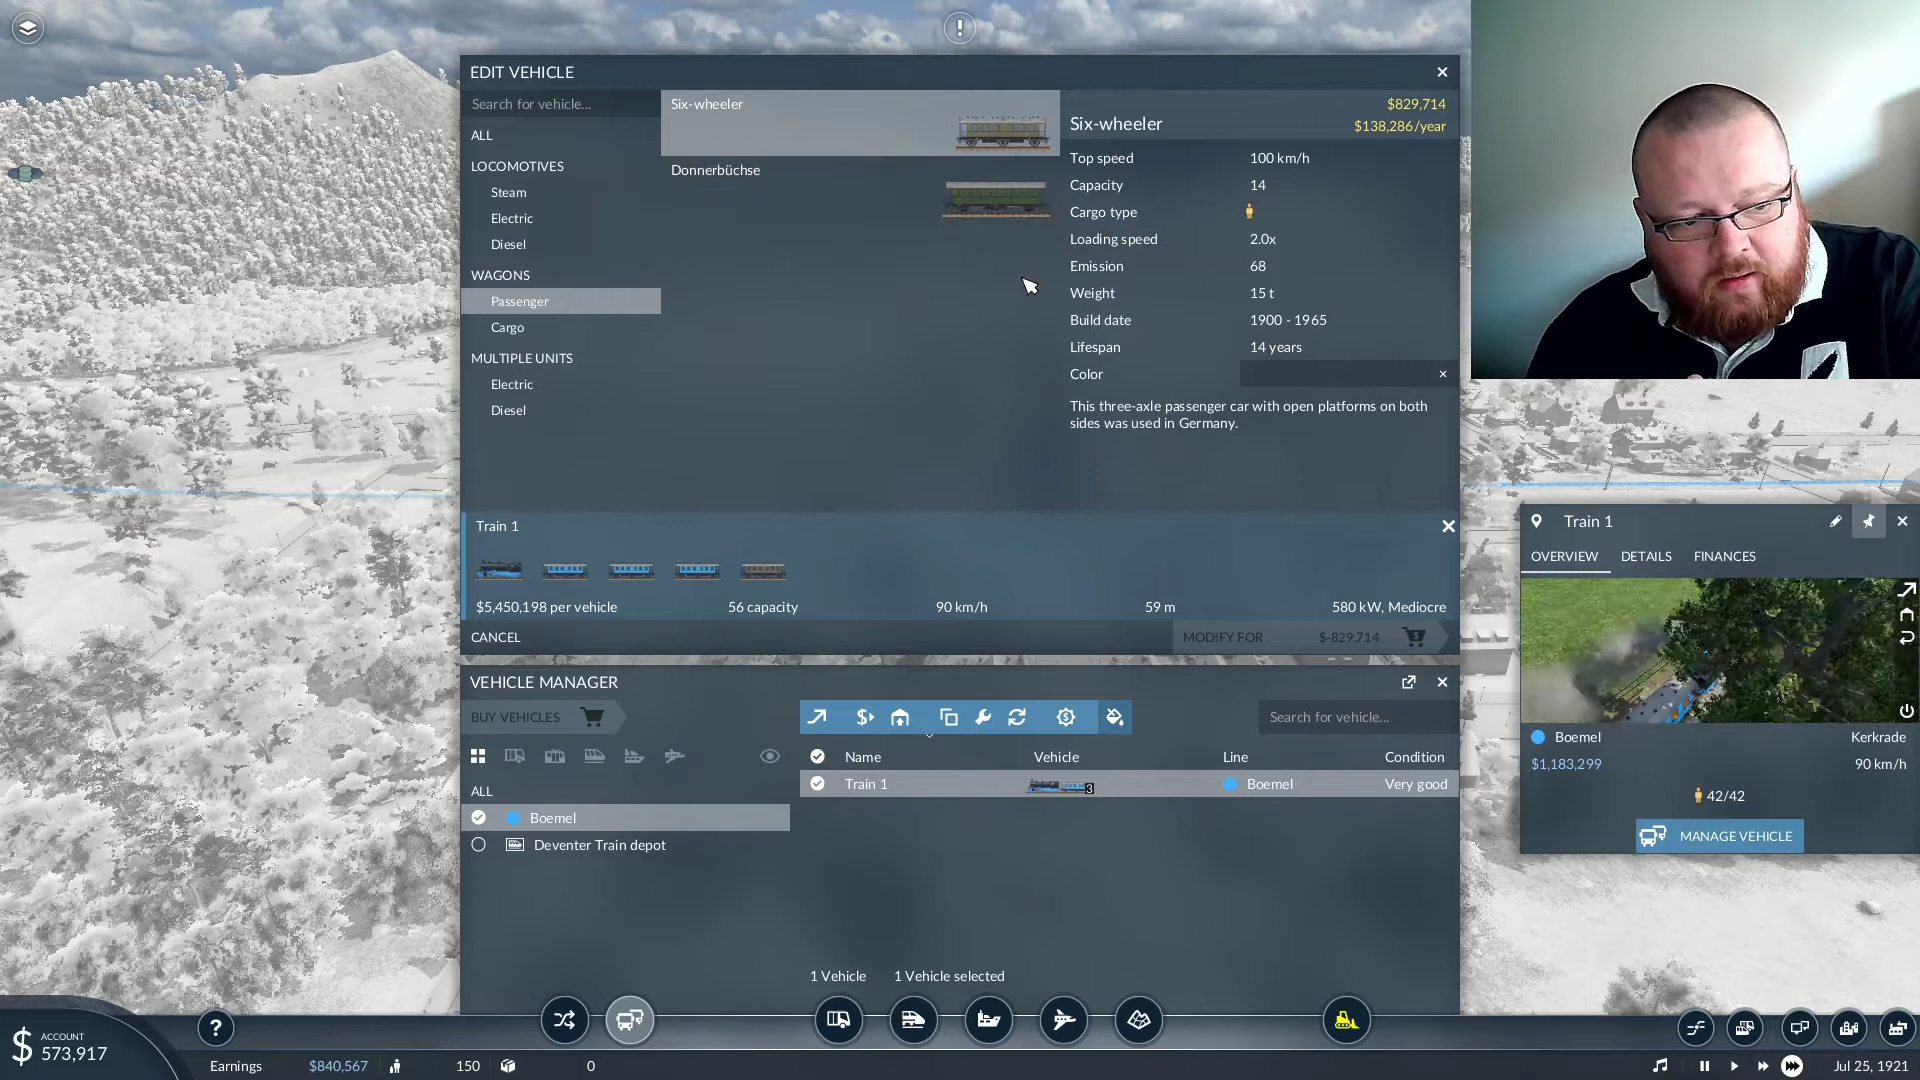 EDIT VEHICLE
Search for vehicle...
ALL
LOCOMOTIVES
Steam
Electric
Diesel
WAGONS
Passenger
Cargo
MULTIPLE UNITS
Electric
Diesel
Six-wheeler
Donnerbüchse
$829,714
Six-wheeler $138,286/year
Top speed 100 km/h
Capacity 14
Cargo type
Loading speed 2.0x
Emission 68
Weight 15 t
Build date 1900 - 1965
Lifespan 14 years
Color
This three-axle passenger car with open platforms on both
sides was used in Germany.
Train 1
$5,450,198 per vehicle 56 capacity 90 km/h 59 m 580 kW, Mediocre
CANCEL MODIFY FOR $-829,714
VEHICLE MANAGER
BUY VEHICLES Search for vehicle...
ALL
Boemel
Deventer Train depot
Name Vehicle Line Condition
Train 1 3 Boemel Very good
1 Vehicle 1 Vehicle selected
Train 1
OVERVIEW DETAILS FINANCES
Boemel Kerkrade
$1,183,299 90 km/h
42/42
MANAGE VEHICLE
$ ACCOUNT
573,917
?
Earnings $840,567 150 0 Jul 25, 1921